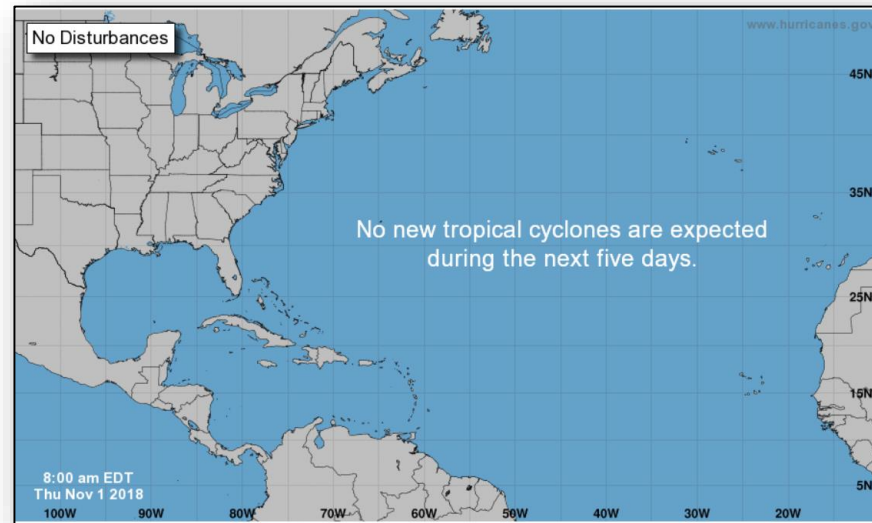 No Disturbances
www.hurricanes.gov
45N
35N
No new tropical cyclones are expected
during the next five days.
25N
15N
8:00 am EDT
Thu Nov 1 2018
5N
100W 90W 80W 70W 60W 50W 40W 30W 20W